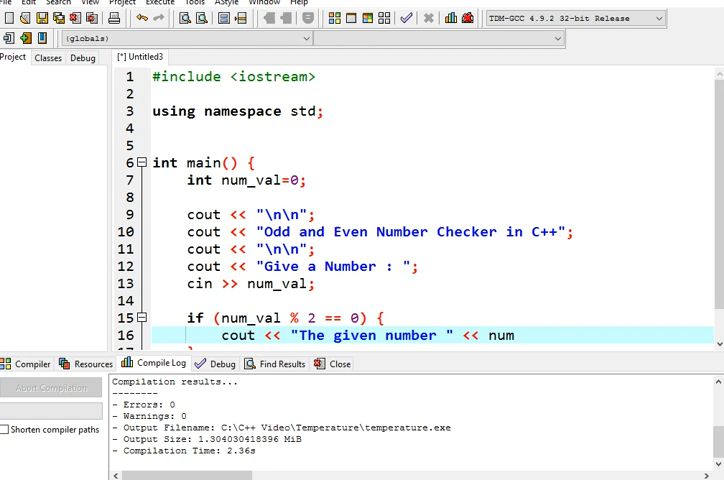 File Edit Search View Project Execute Tools AStyle Window Help
TDM-GCC 4.9.2 32-bit Release
(globals)
Project Classes Debug [*] Untitled3
1 #include <iostream>
2
3 using namespace std;
4
5
6 int main() {
7 int num_val=0;
8
9 cout << "\n\n";
10 cout << "Odd and Even Number Checker in C++";
11 cout << "\n\n";
12 cout << "Give a Number : ";
13 cin >> num_val;
14
15 if (num_val % 2 == 0) {
16 cout << "The given number " << num
Compiler Resources Compile Log Debug Find Results Close
Abort Compilation
Shorten compiler paths
Compilation results...
--------
- Errors: 0
- Warnings: 0
- Output Filename: C:\C++ Video\Temperature\temperature.exe
- Output Size: 1.304030418396 MiB
- Compilation Time: 2.36s